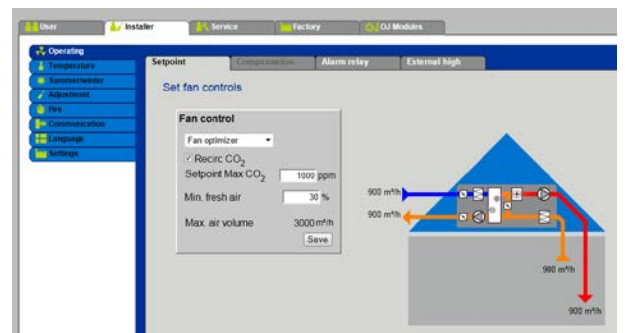 User Installer Service Factory OJ Modules
Operating
Temperature
Summer/winter
Adjustment
Fire
Communication
Language
Settings
Setpoint Compensation Alarm relay External high
Set fan controls
Fan control
Fan optimizer
Recirc CO₂
Setpoint Max CO₂ 1000 ppm
Min. fresh air 30 %
Max. air volume 3000 m³/h
Save
900 m³/h
900 m³/h
900 m³/h
900 m³/h